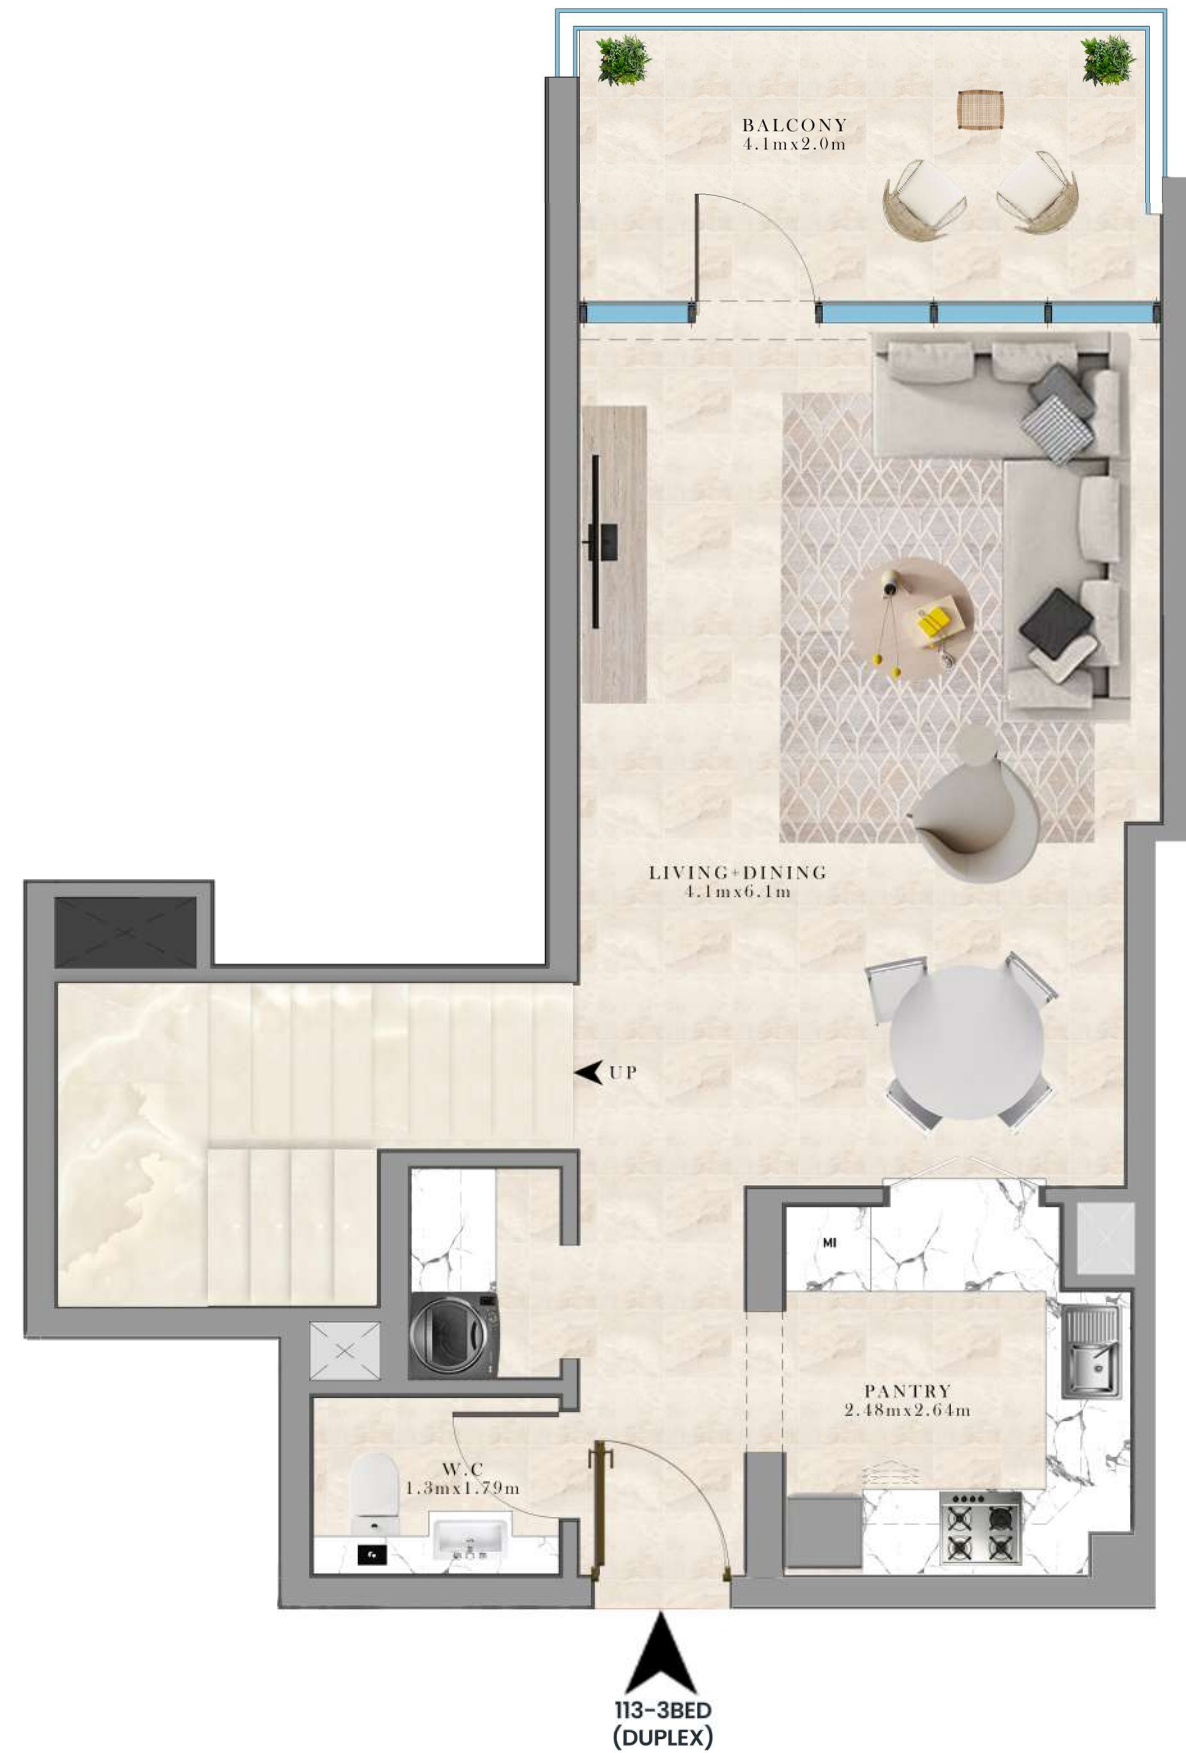 BALCONY
4.1mx2.0m
LIVING+DINING
4.1mx6.1m
UP
MI
PANTRY
2.48mx2.64m
W.C
1.3mx1.79m
113-3BED
(DUPLEX)